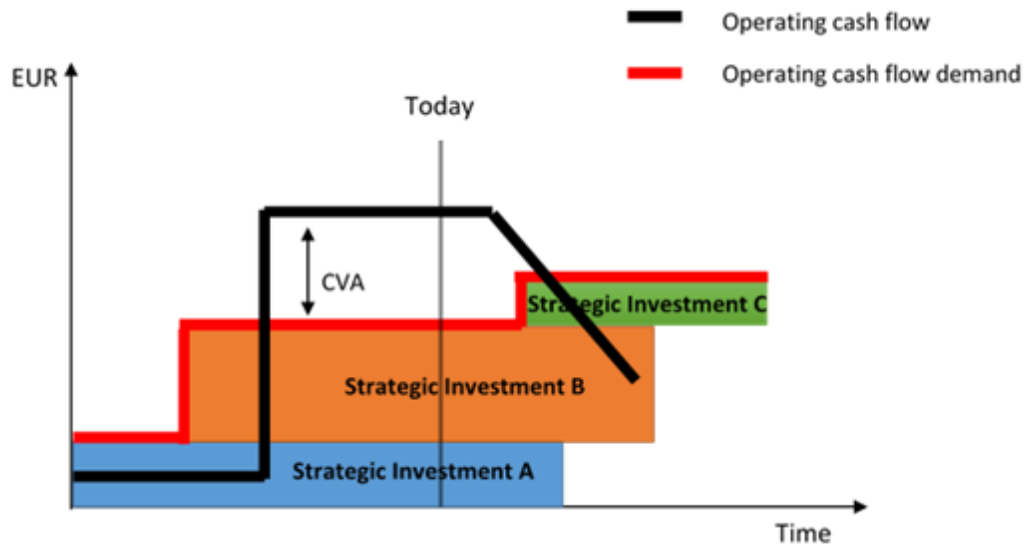 Operating cash flow
Operating cash flow demand
EUR
Today
CVA
Strategic Investment C
Strategic Investment B
Strategic Investment A
Time